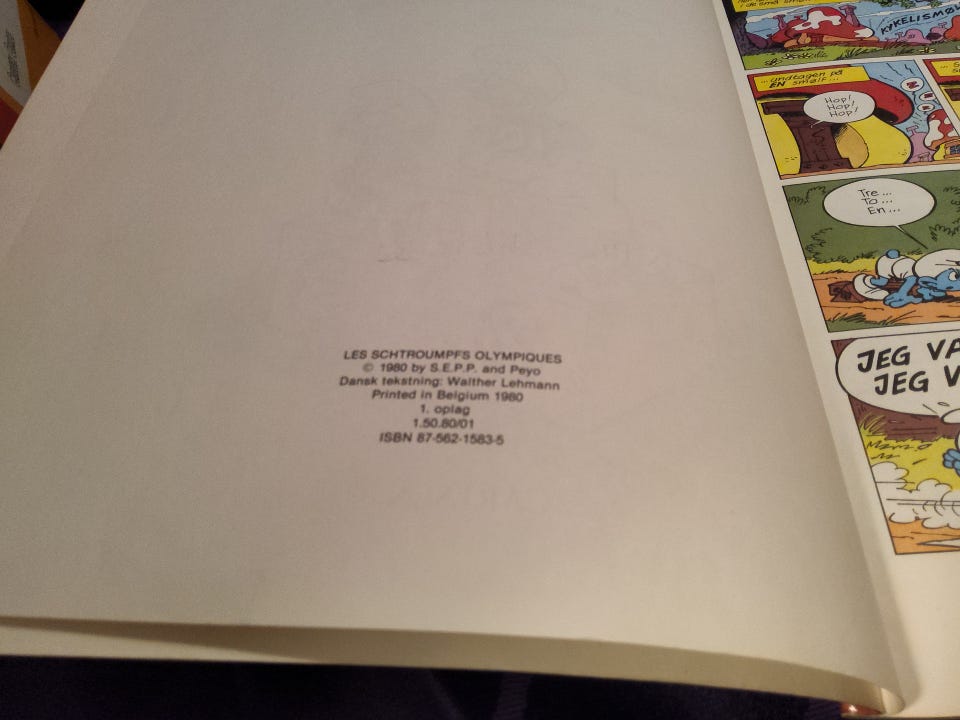 LES SCHTROUMPFS OLYMPIQUES
© 1980 by S.E.P.P. and Peyo
Dansk tekstning: Walther Lehmann
Printed in Belgium 1980
1. oplag
1.50.80/01
ISBN 87-562-1583-5
KYKELISMØL
...undtagen på
ÉN smølf...
Hop!
Hop!
Hop!
Z
Z
Z
Tre...
To...
En...
JEG VA
JEG V